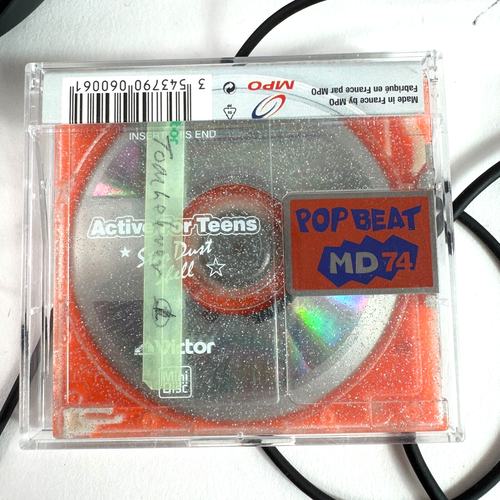 3 543790 060061
MPO
Made in France by MPO
Fabriqué en France par MPO
INSERT THIS END
Active for Teens
Star Dust
Shell
POP BEAT
MD 74
Victor
Mini
Disc